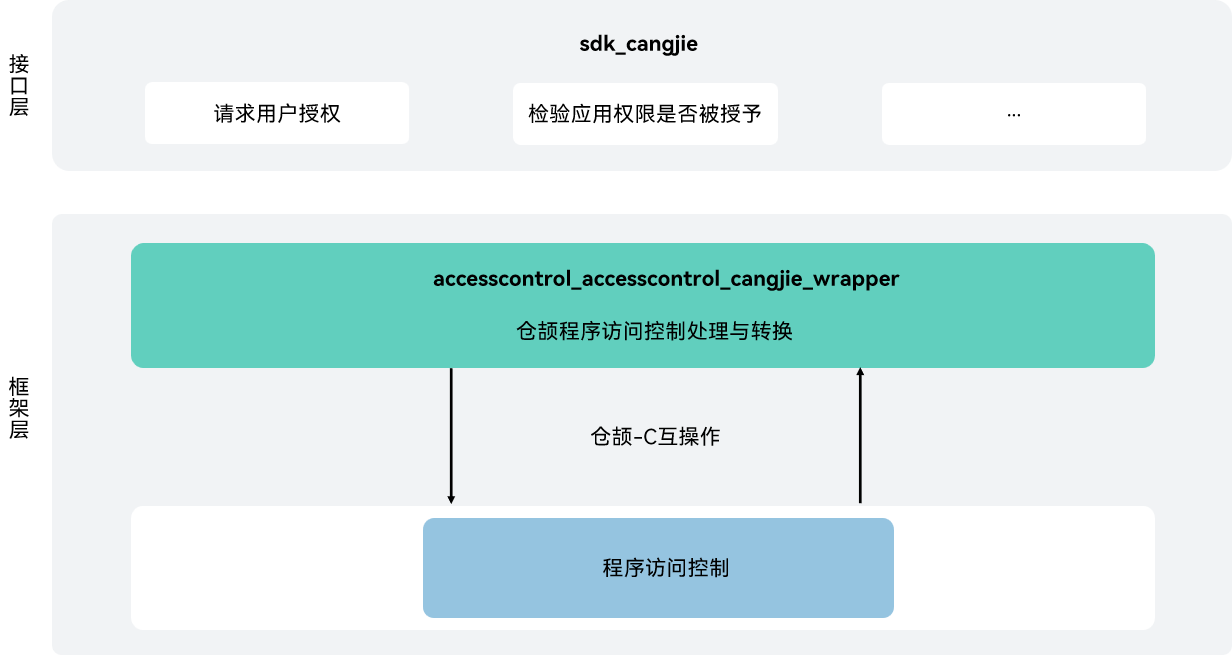 接口层
sdk_cangjie
请求用户授权
检验应用权限是否被授予
...
框架层
accesscontrol_accesscontrol_cangjie_wrapper
仓颉程序访问控制处理与转换
仓颉-C互操作
程序访问控制